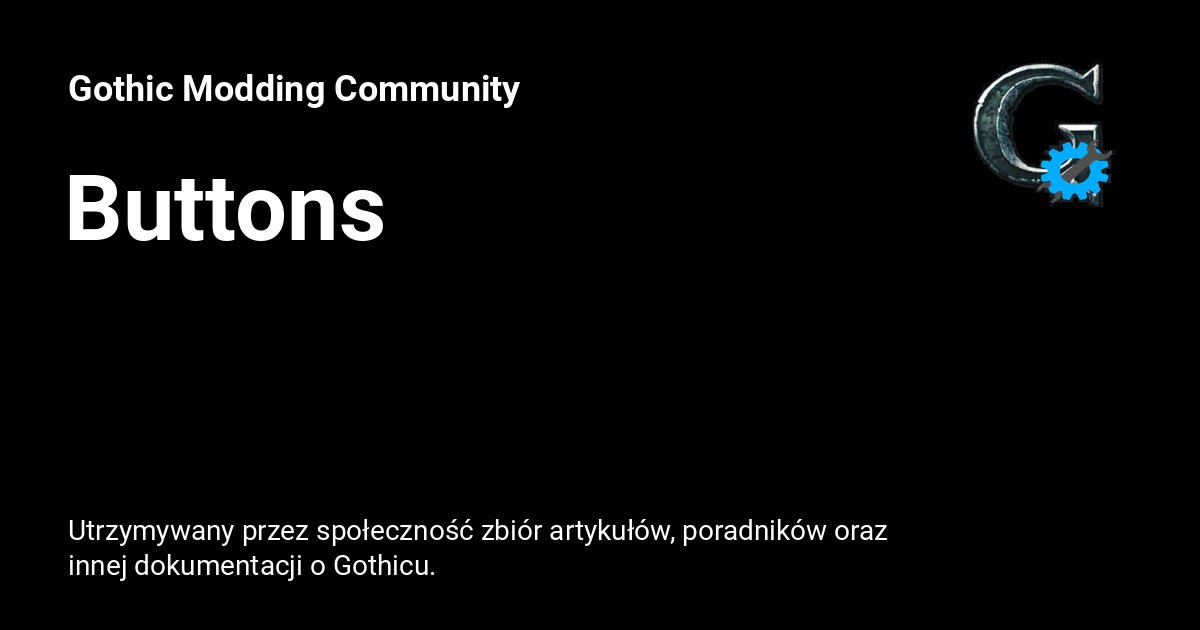 Gothic Modding Community
Buttons
Utrzymywany przez społeczność zbiór artykułów, poradników oraz
innej dokumentacji o Gothicu.